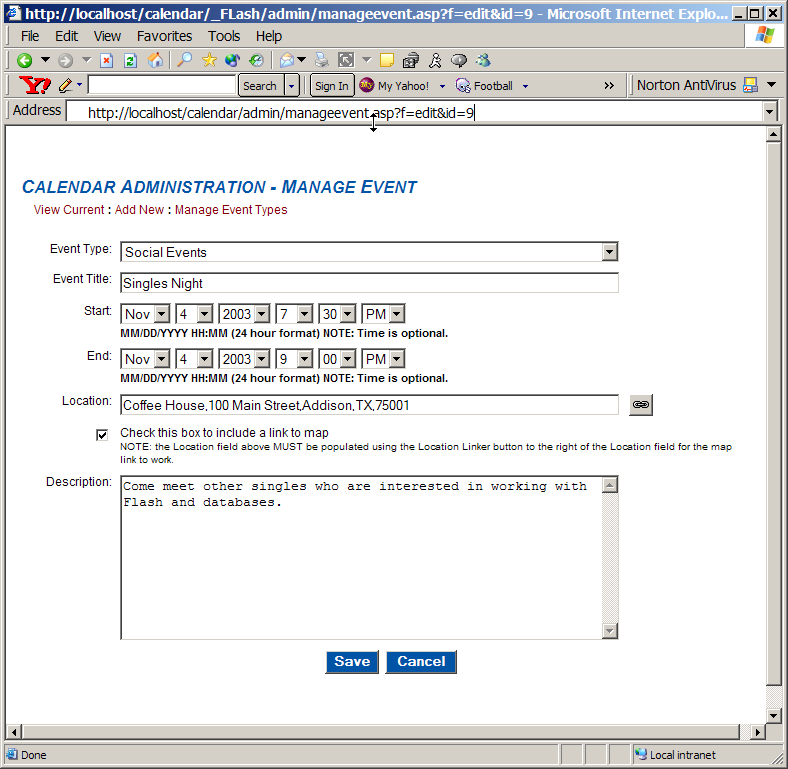 http://localhost/calendar/_FLash/admin/manageevent.asp?f=edit&id=9 - Microsoft Internet Explo...
File Edit View Favorites Tools Help
Y! Search Sign In My Yahoo! Football » Norton AntiVirus
Address http://localhost/calendar/admin/manageevent.asp?f=edit&id=9
CALENDAR ADMINISTRATION - MANAGE EVENT
View Current : Add New : Manage Event Types
Event Type: Social Events
Event Title: Singles Night
Start: Nov 4 2003 7 30 PM
MM/DD/YYYY HH:MM (24 hour format) NOTE: Time is optional.
End: Nov 4 2003 9 00 PM
MM/DD/YYYY HH:MM (24 hour format) NOTE: Time is optional.
Location: Coffee House,100 Main Street,Addison,TX,75001
Check this box to include a link to map
NOTE: the Location field above MUST be populated using the Location Linker button to the right of the Location field for the map
link to work.
Description: Come meet other singles who are interested in working with
Flash and databases.
Save Cancel
Done Local intranet